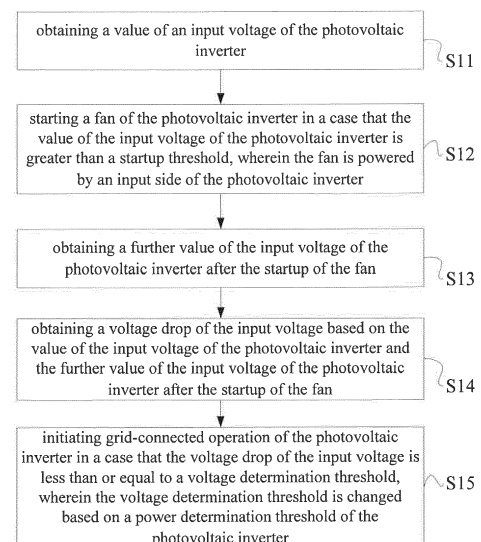 obtaining a value of an input voltage of the photovoltaic
inverter
S11
starting a fan of the photovoltaic inverter in a case that the
value of the input voltage of the photovoltaic inverter is
greater than a startup threshold, wherein the fan is powered
by an input side of the photovoltaic inverter
S12
obtaining a further value of the input voltage of the
photovoltaic inverter after the startup of the fan
S13
obtaining a voltage drop of the input voltage based on the
value of the input voltage of the photovoltaic inverter and
the further value of the input voltage of the photovoltaic
inverter after the startup of the fan
S14
initiating grid-connected operation of the photovoltaic
inverter in a case that the voltage drop of the input voltage is
less than or equal to a voltage determination threshold,
wherein the voltage determination threshold is changed
based on a power determination threshold of the
photovoltaic inverter
S15